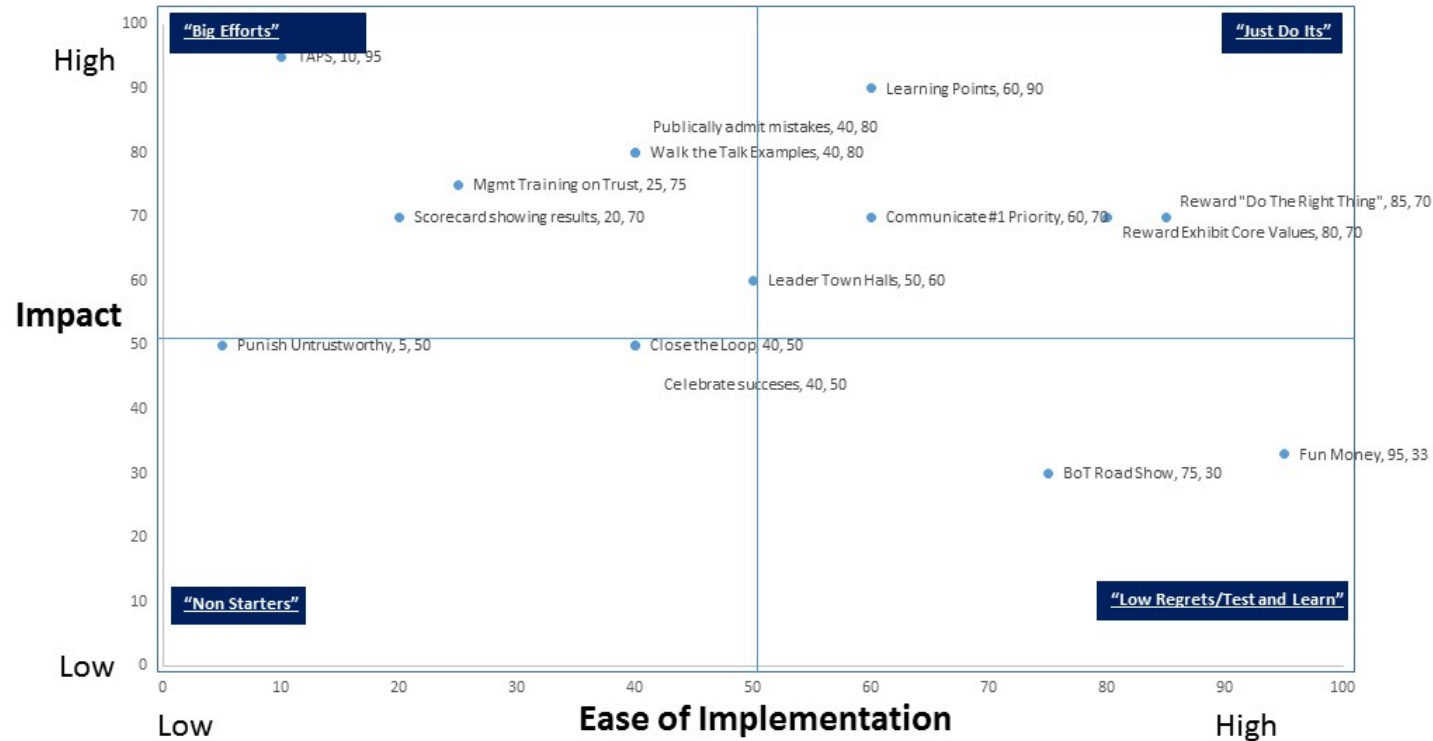 100
"Big Efforts"
"Just Do Its"
High
TAPS, 10, 95
90
Learning Points, 60, 90
Publically admit mistakes, 40, 80
80
Walk the Talk Examples, 40, 80
Mgmt Training on Trust, 25, 75
Reward "Do The Right Thing", 85, 70
70
Scorecard showing results, 20, 70
Communicate #1 Priority, 60, 70
Reward Exhibit Core Values, 80, 70
60
Leader Town Halls, 50, 60
Impact
50
Punish Untrustworthy, 5, 50
Close the Loop, 40, 50
Celebrate succeses, 40, 50
40
Fun Money, 95, 33
30
BoT Road Show, 75, 30
20
10
"Non Starters"
"Low Regrets/Test and Learn"
Low
0
0 10 20 30 40 50 60 70 80 90 100
Low
Ease of Implementation
High